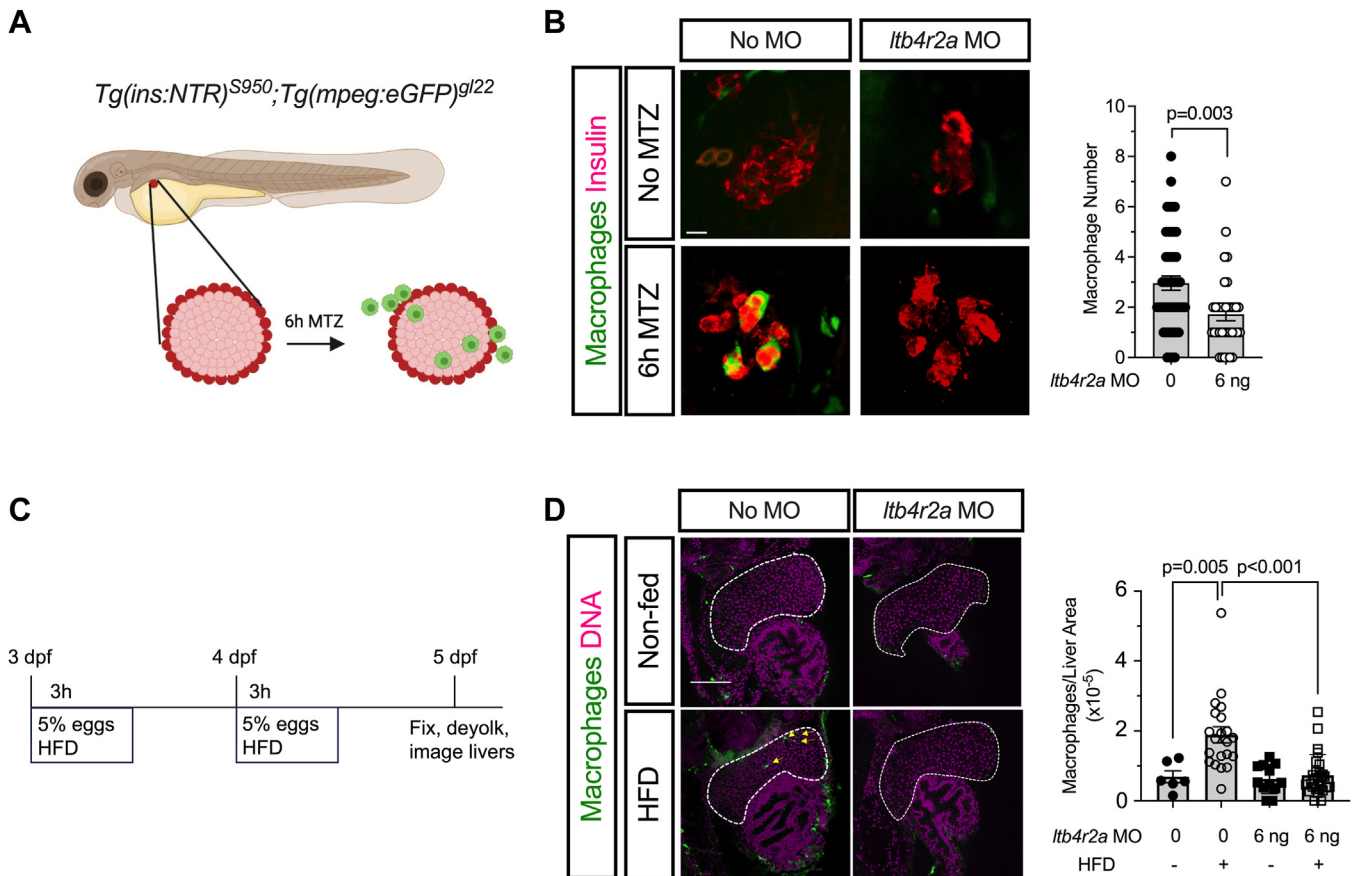 A
Tg(ins:NTR)^S950;Tg(mpeg:eGFP)^gl22
6h MTZ
B
No MO
ltb4r2a MO
Macrophages Insulin
No MTZ
6h MTZ
p=0.003
Macrophage Number
10
8
6
4
2
0
ltb4r2a MO
0
6 ng
C
3 dpf
4 dpf
5 dpf
3h
3h
5% eggs
HFD
5% eggs
HFD
Fix, deyolk,
image livers
D
No MO
ltb4r2a MO
Macrophages DNA
Non-fed
HFD
p=0.005
p<0.001
Macrophages/Liver Area
(x10^-5)
6
4
2
0
ltb4r2a MO
0
0
6 ng
6 ng
HFD
-
+
-
+